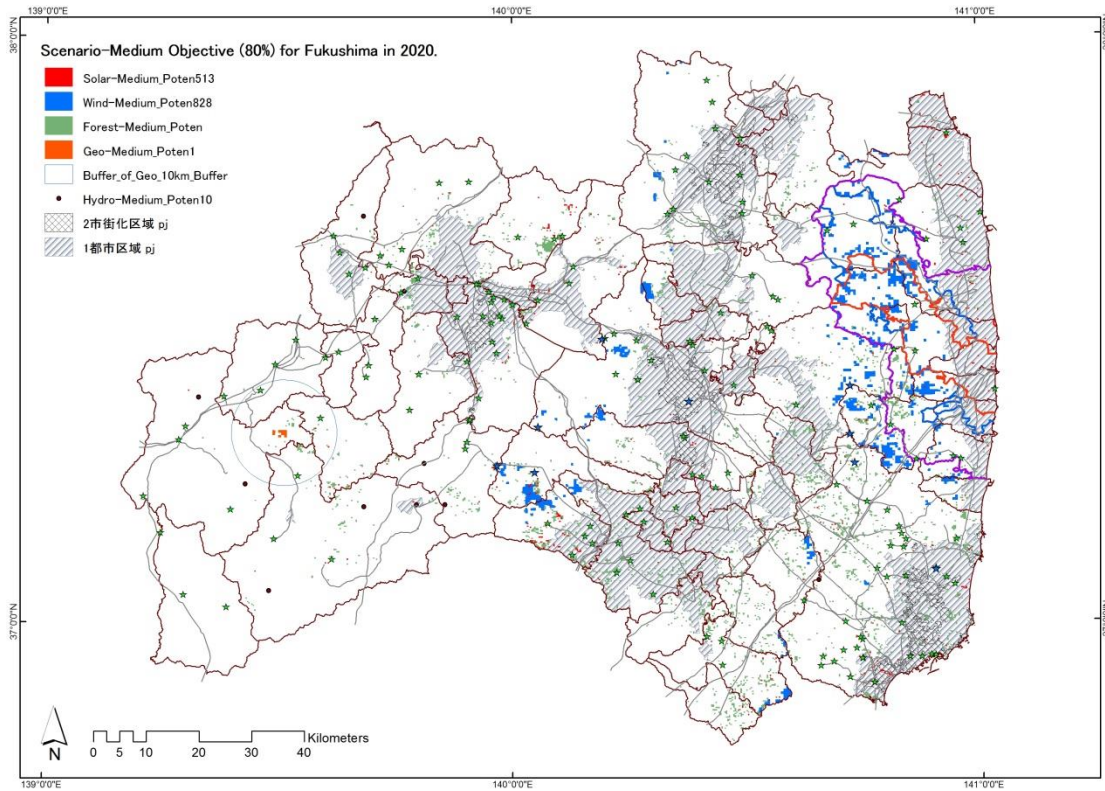 139°0'0"E 140°0'0"E 141°0'0"E
38°0'0"N
Scenario-Medium Objective (80%) for Fukushima in 2020.
Solar-Medium_Poten513
Wind-Medium_Poten828
Forest-Medium_Poten
Geo-Medium_Poten1
Buffer_of_Geo_10km_Buffer
Hydro-Medium_Poten10
2市街化区域 pj
1都市区域 pj
37°0'0"N
N
Kilometers
0 5 10 20 30 40
139°0'0"E 140°0'0"E 141°0'0"E